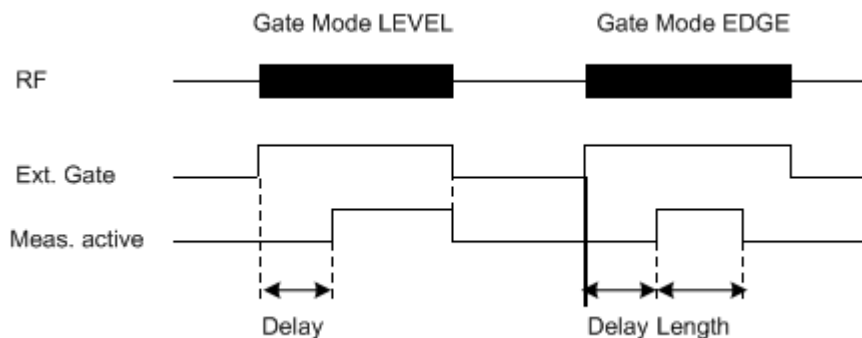 Gate Mode LEVEL Gate Mode EDGE
RF
Ext. Gate
Meas. active
Delay Delay Length